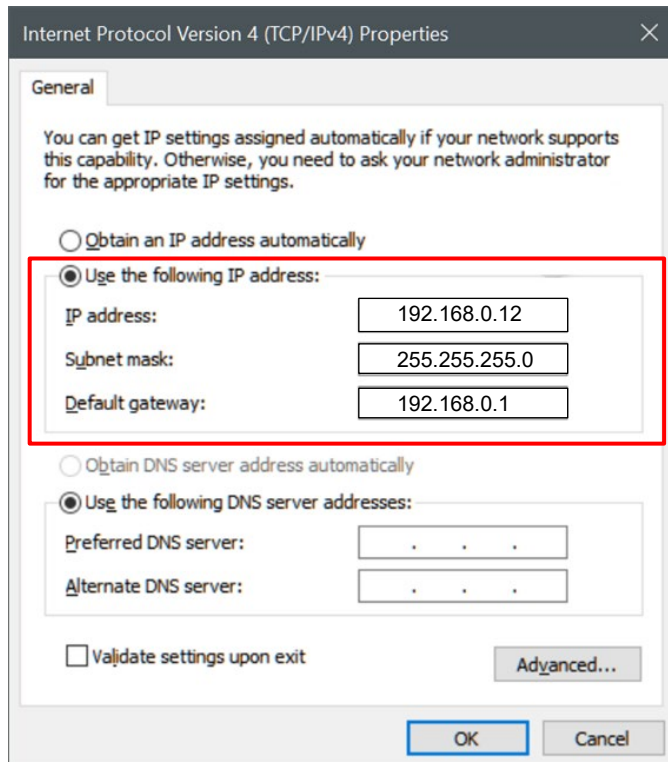 Internet Protocol Version 4 (TCP/IPv4) Properties
General
You can get IP settings assigned automatically if your network supports
this capability. Otherwise, you need to ask your network administrator
for the appropriate IP settings.
Obtain an IP address automatically
Use the following IP address:
IP address: 192.168.0.12
Subnet mask: 255.255.255.0
Default gateway: 192.168.0.1
Obtain DNS server address automatically
Use the following DNS server addresses:
Preferred DNS server: . . .
Alternate DNS server: . . .
Validate settings upon exit
Advanced...
OK Cancel